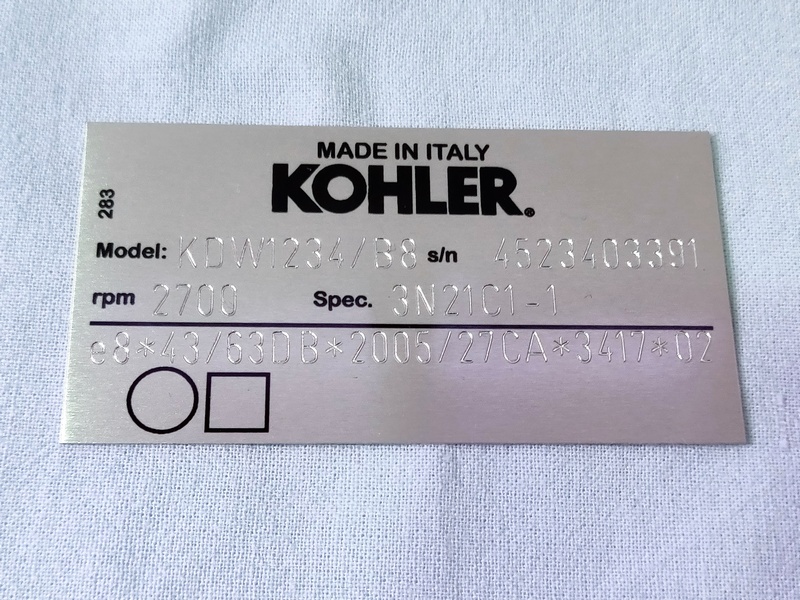 MADE IN ITALY
KOHLER®
283
Model: KDW1234/B8 s/n 4523403391
rpm 2700 Spec. 3N21C1-1
e8*43/63DB*2005/27CA*3417*02